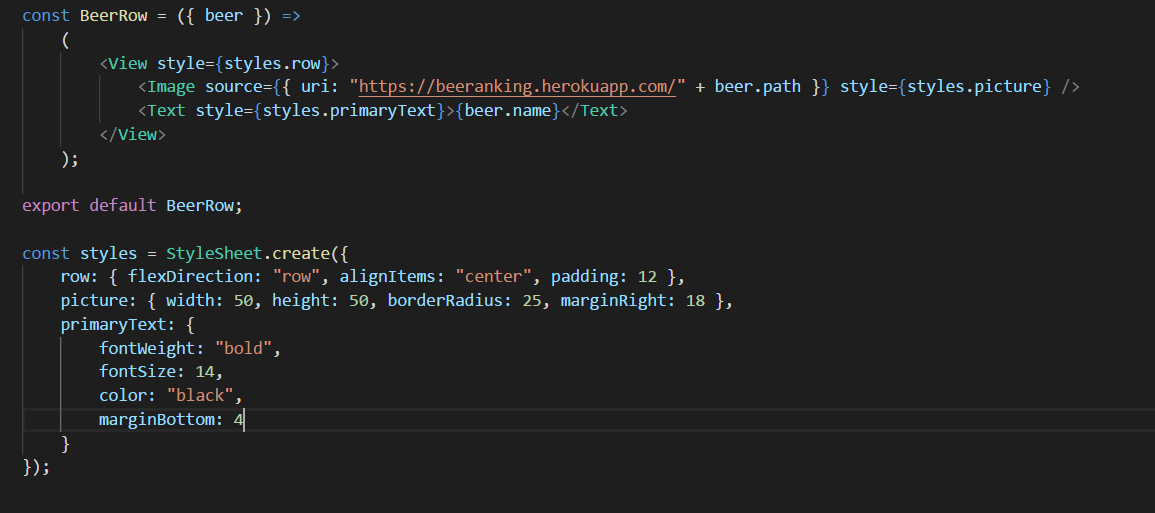 const BeerRow = ({ beer }) =>
    (
        <View style={styles.row}>
            <Image source={{ uri: "https://beeranking.herokuapp.com/" + beer.path }} style={styles.picture} />
            <Text style={styles.primaryText}>{beer.name}</Text>
        </View>
    );

export default BeerRow;

const styles = StyleSheet.create({
    row: { flexDirection: "row", alignItems: "center", padding: 12 },
    picture: { width: 50, height: 50, borderRadius: 25, marginRight: 18 },
    primaryText: {
        fontWeight: "bold",
        fontSize: 14,
        color: "black",
        marginBottom: 4
    }
});